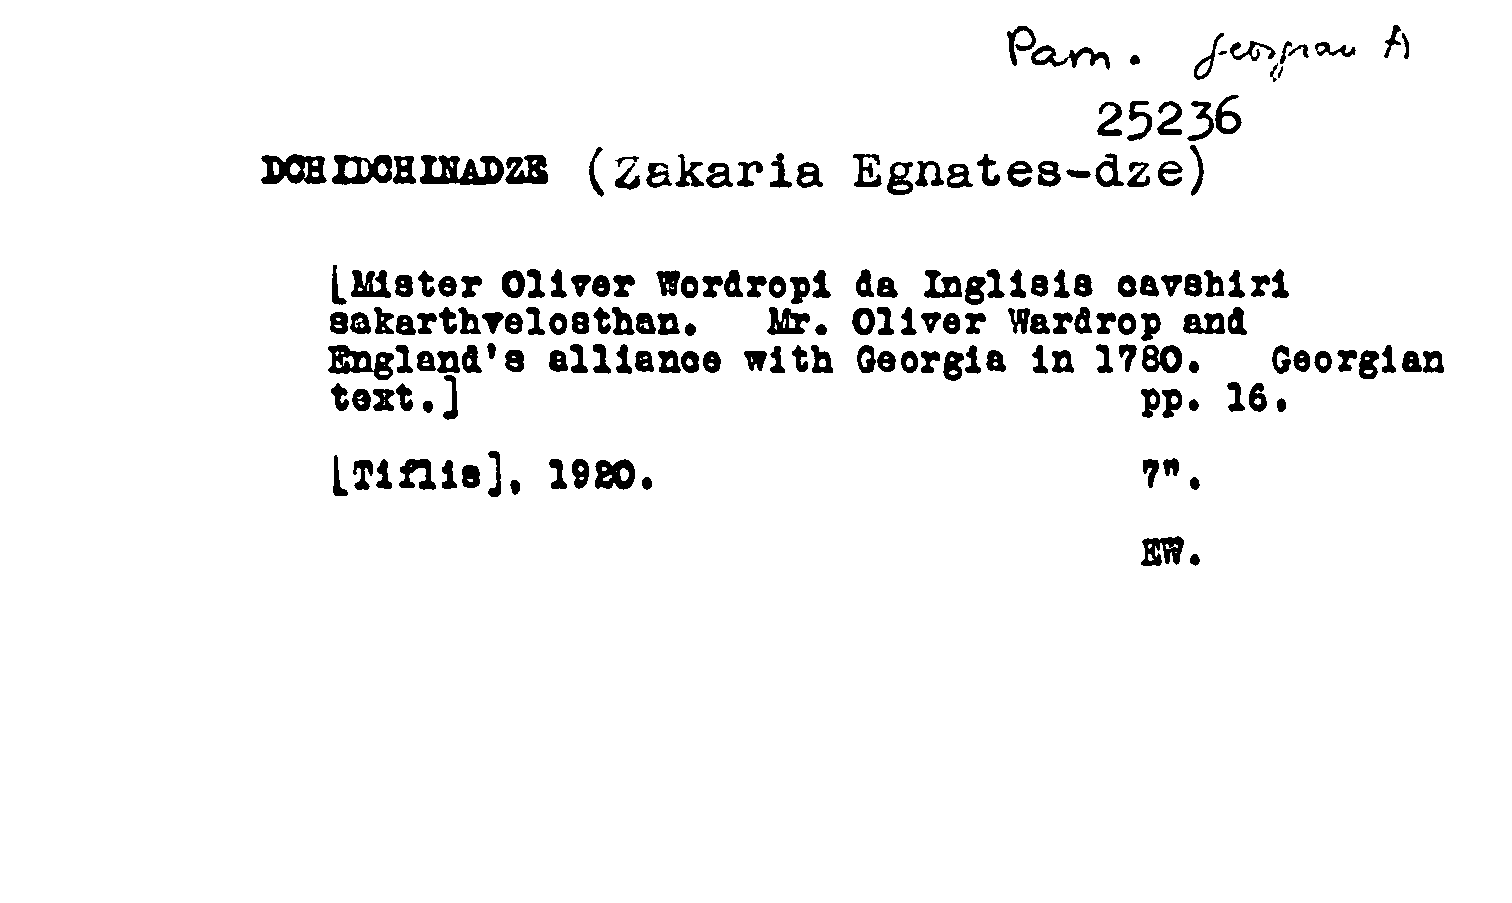 Pam. Georgian A
25236
DCHIDCHINADZE (Zakaria Egnates-dze)
[Mister Oliver Wordropi da Inglisis cavshiri
sakarthvelosthan. Mr. Oliver Wardrop and
England's alliance with Georgia in 1780. Georgian
text.] pp. 16.
[Tiflis], 1920. 7".
EW.